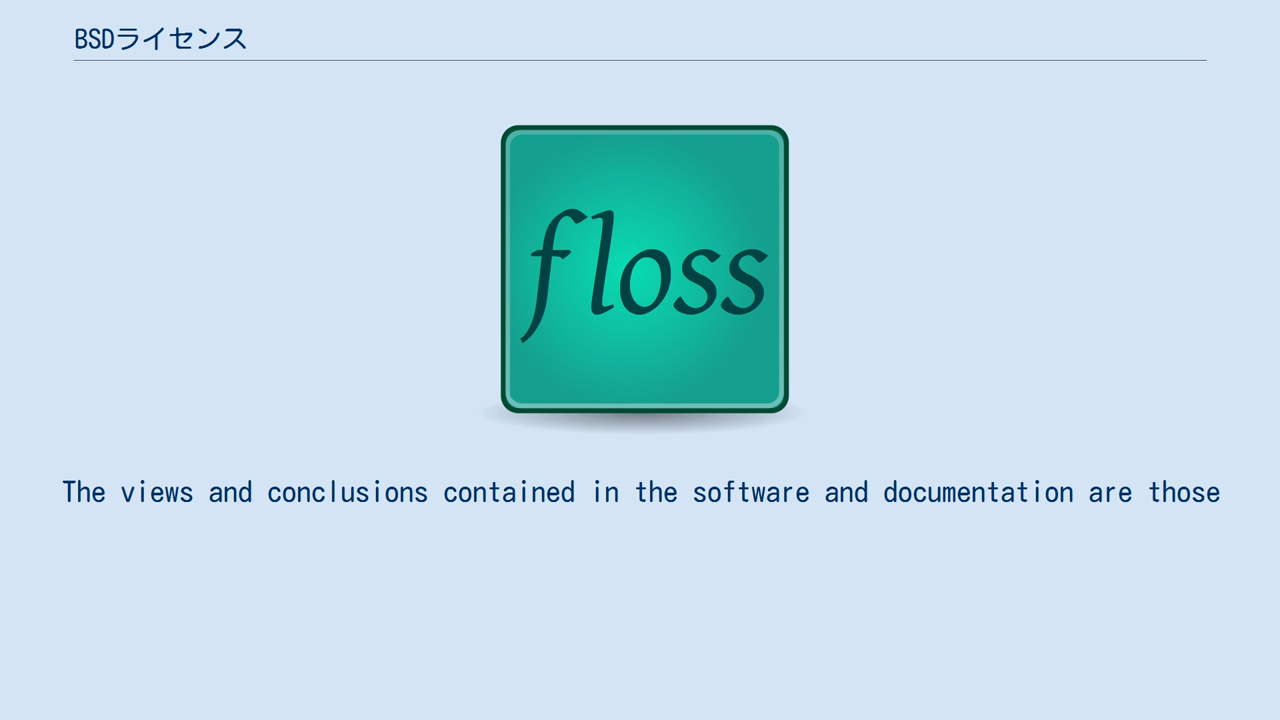 BSDライセンス
floss
The views and conclusions contained in the software and documentation are those